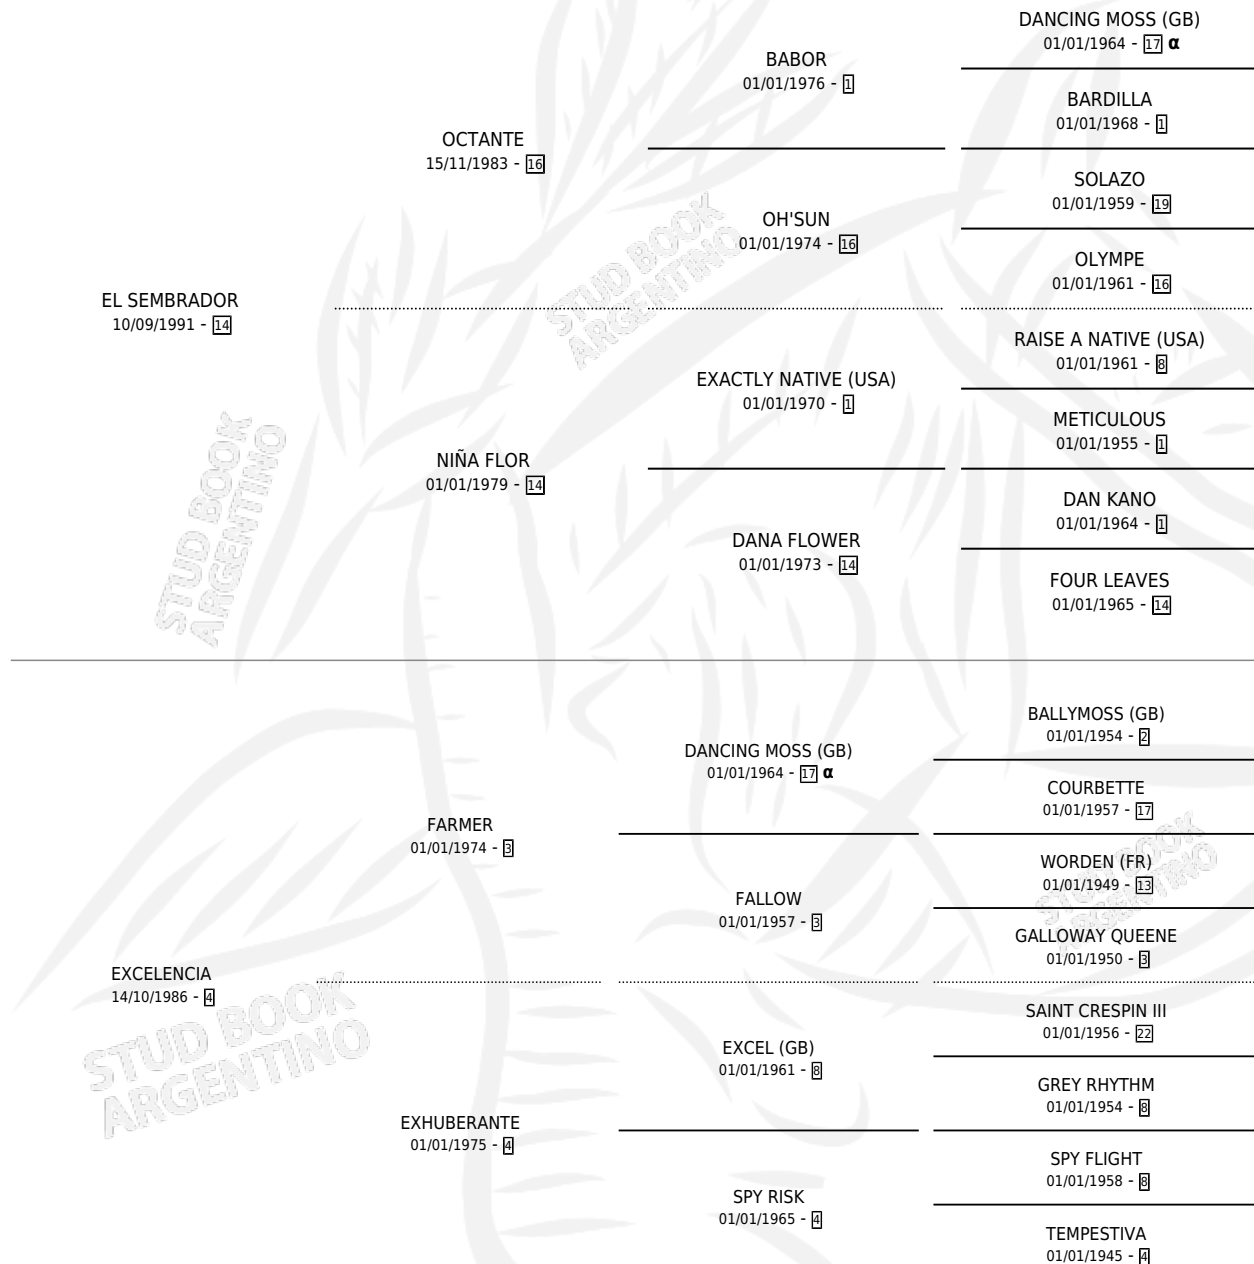 DANCING MOSS (GB)
01/01/1964 - 17 α
BABOR
01/01/1976 - 1
BARDILLA
01/01/1968 - 1
OCTANTE
15/11/1983 - 16
SOLAZO
01/01/1959 - 19
OH'SUN
01/01/1974 - 16
OLYMPE
01/01/1961 - 16
EL SEMBRADOR
10/09/1991 - 14
RAISE A NATIVE (USA)
01/01/1961 - 8
EXACTLY NATIVE (USA)
01/01/1970 - 1
METICULOUS
01/01/1955 - 1
NIÑA FLOR
01/01/1979 - 14
DAN KANO
01/01/1964 - 1
DANA FLOWER
01/01/1973 - 14
FOUR LEAVES
01/01/1965 - 14
BALLYMOSS (GB)
01/01/1954 - 2
DANCING MOSS (GB)
01/01/1964 - 17 α
COURBETTE
01/01/1957 - 17
FARMER
01/01/1974 - 3
WORDEN (FR)
01/01/1949 - 13
FALLOW
01/01/1957 - 3
GALLOWAY QUEENE
01/01/1950 - 3
EXCELENCIA
14/10/1986 - 4
SAINT CRESPIN III
01/01/1956 - 22
EXCEL (GB)
01/01/1961 - 8
GREY RHYTHM
01/01/1954 - 8
EXHUBERANTE
01/01/1975 - 4
SPY FLIGHT
01/01/1958 - 8
SPY RISK
01/01/1965 - 4
TEMPESTIVA
01/01/1945 - 4
STUD BOOK
ARGENTINO
STUD BOOK
ARGENTINO
STUD BOOK
ARGENTINO
STUD BOOK
ARGENTINO